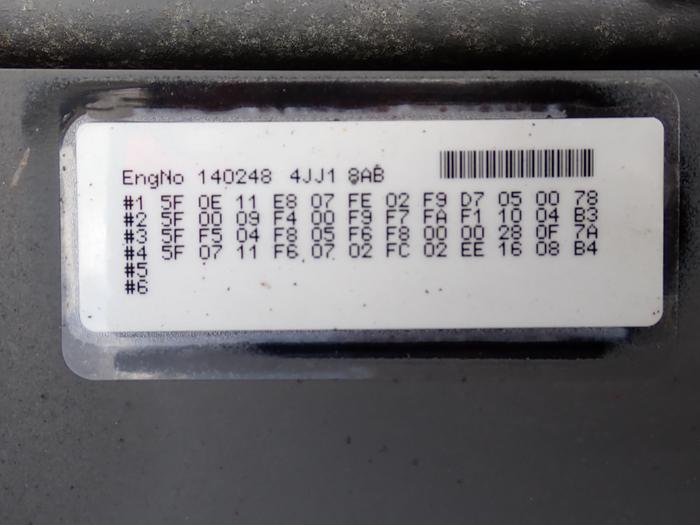 EngNo 140248 4JJ1 8AB
#1 5F 0E 11 E8 07 FE 02 F9 D7 05 00 78
#2 5F 00 09 F4 00 F9 F7 FA F1 10 04 B3
#3 5F F5 04 F8 05 F6 F8 00 00 28 0F 7A
#4 5F 07 11 F6 07 02 FC 02 EE 16 08 B4
#5
#6